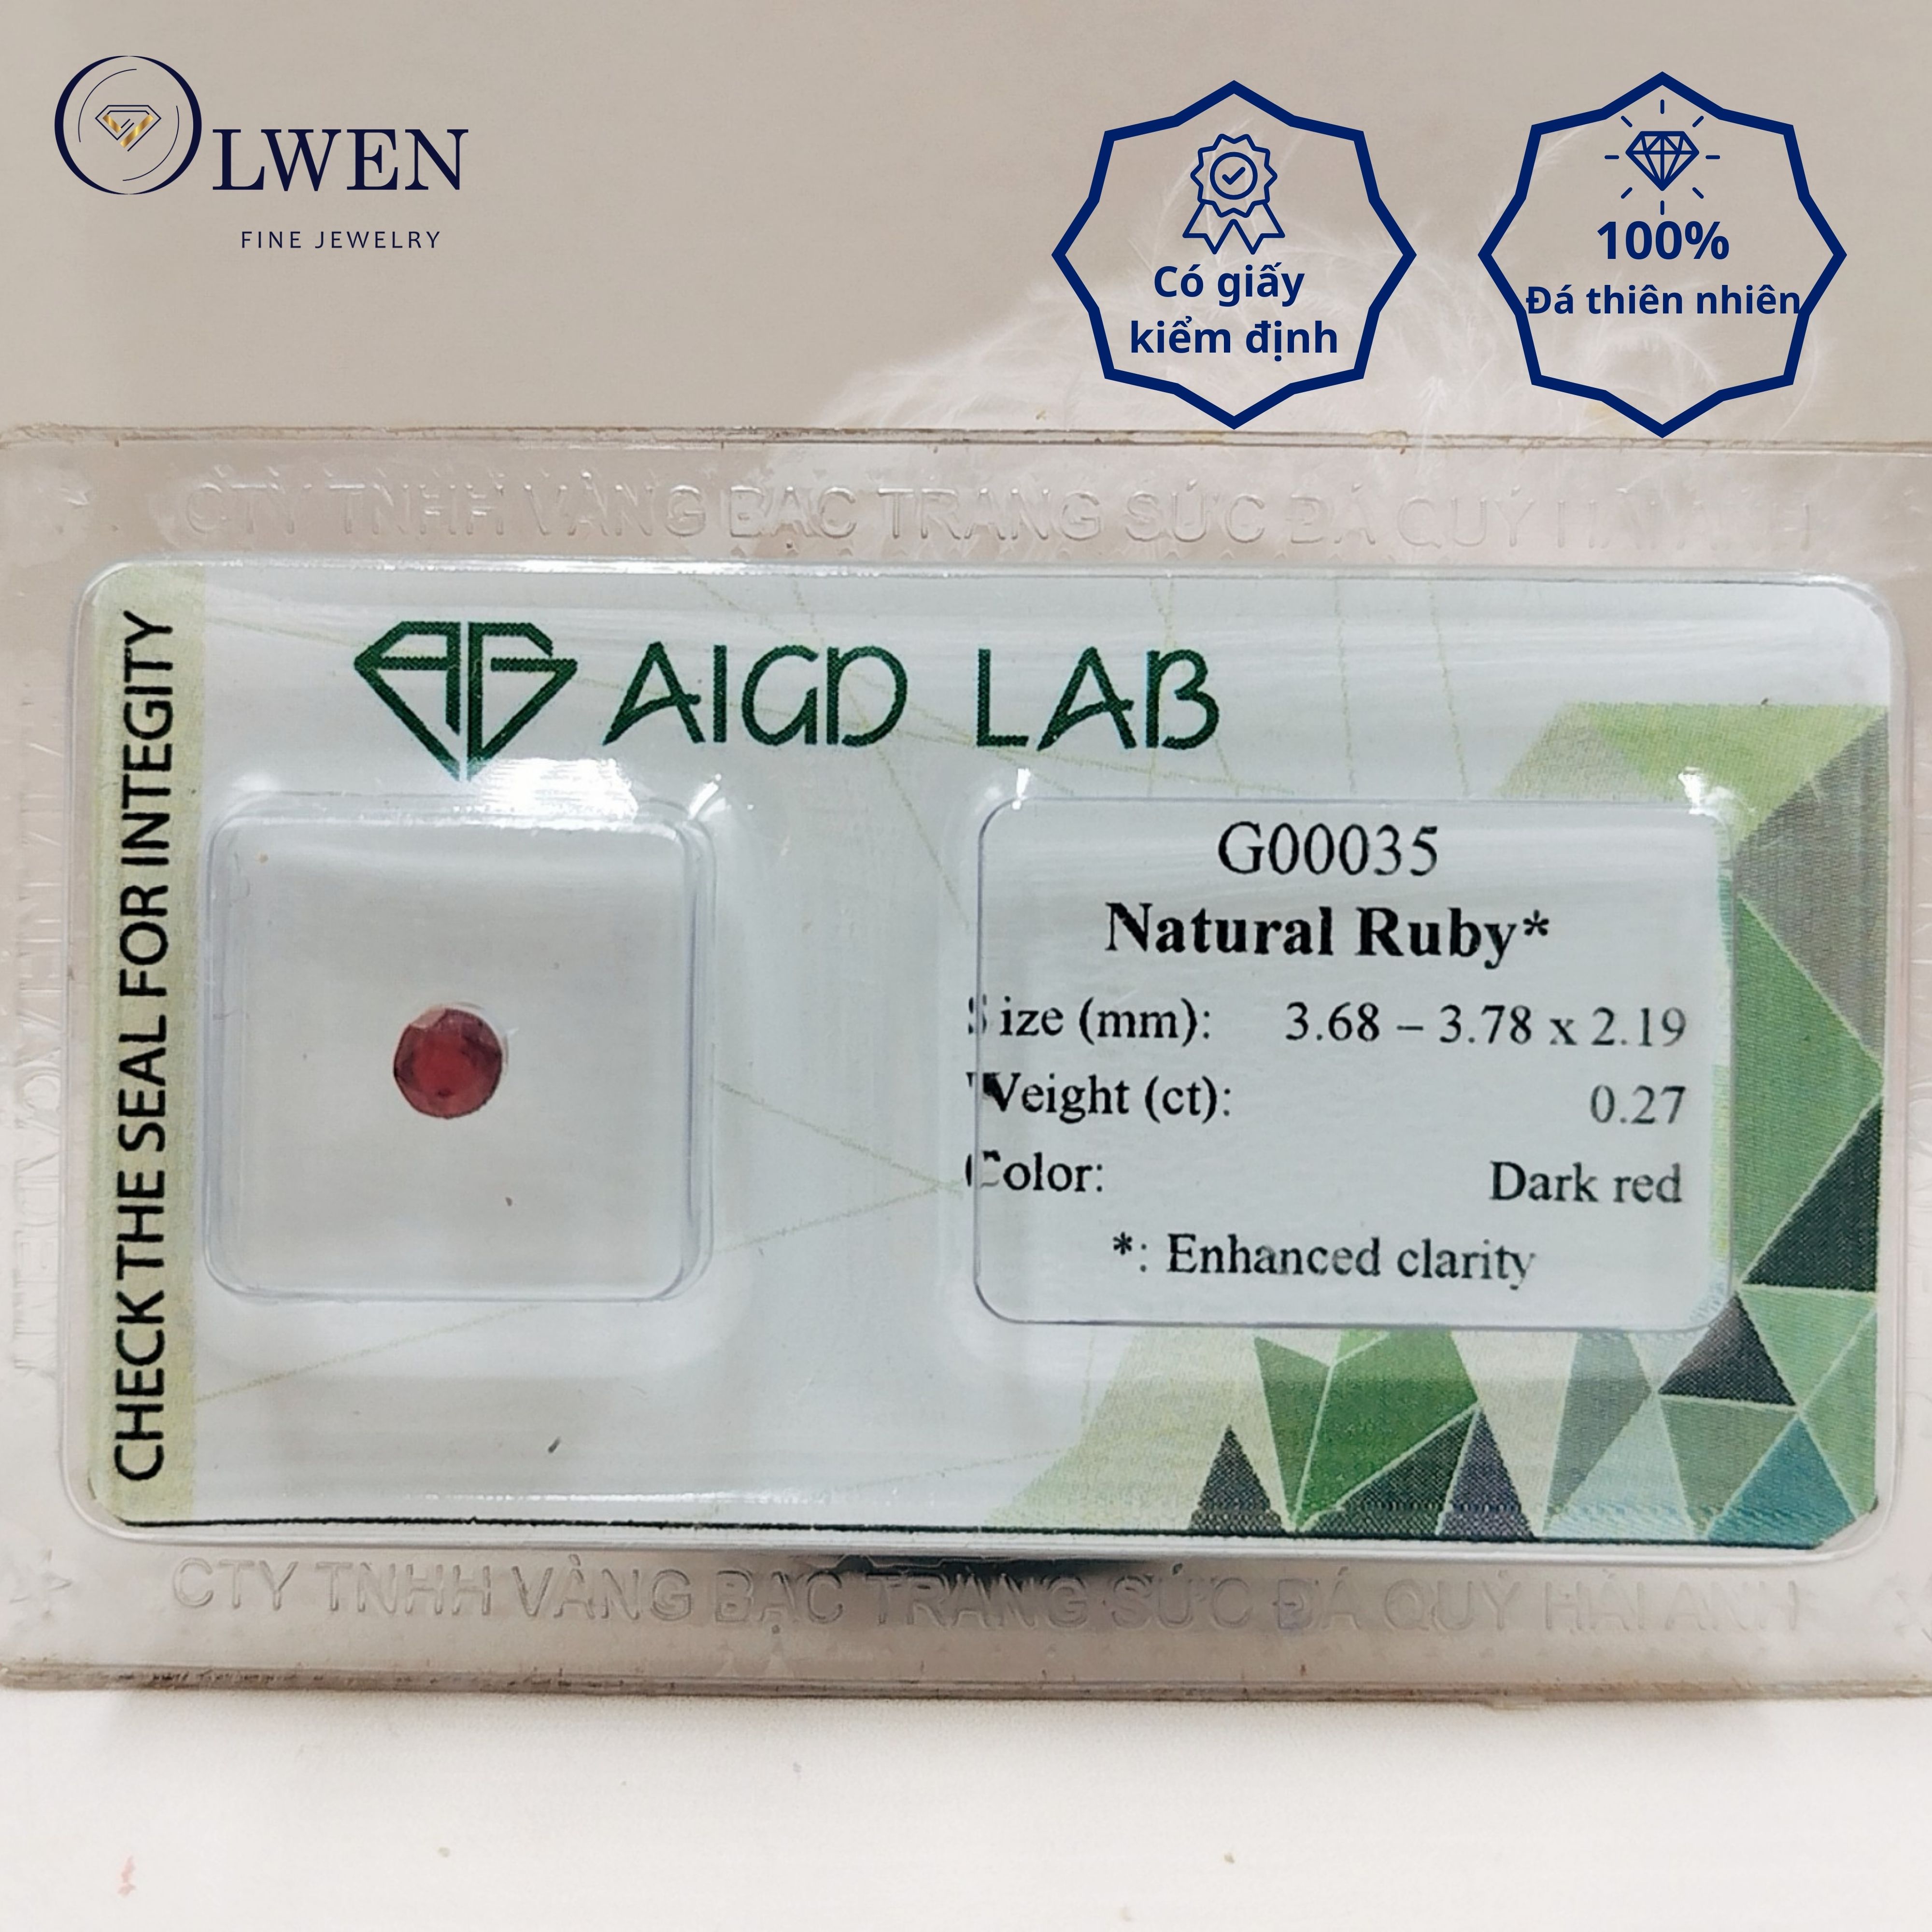 OLWEN
FINE JEWELRY
Có giấy
kiểm định
100%
Đá thiên nhiên
CTY TNHH VÀNG BẠC TRANG SỨC ĐÁ QUÝ HẢI ANH
CHECK THE SEAL FOR INTEGITY
AIGD LAB
G00035
Natural Ruby*
Size (mm): 3.68 – 3.78 x 2.19
Weight (ct): 0.27
Color: Dark red
*: Enhanced clarity
CTY TNHH VÀNG BẠC TRANG SỨC ĐÁ QUÝ HẢI ANH